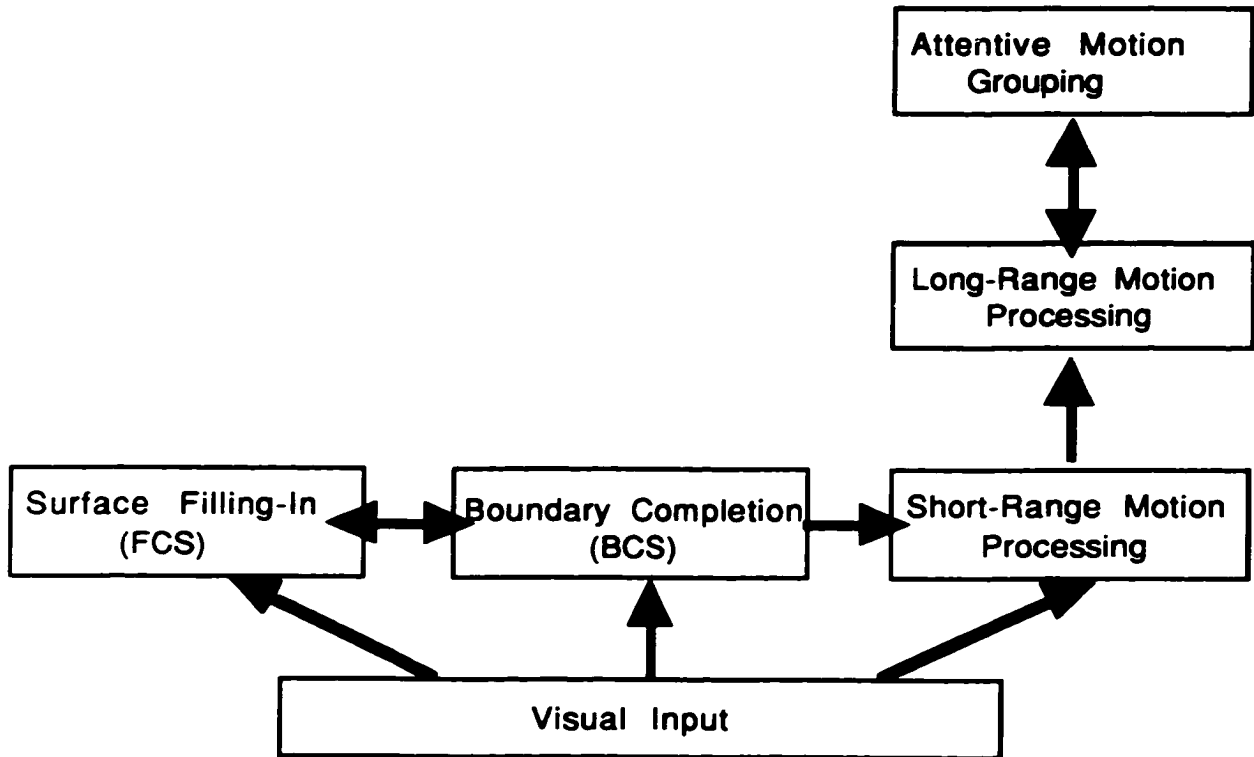 Attentive Motion
Grouping
Long-Range Motion
Processing
Surface Filling-In
(FCS)
Boundary Completion
(BCS)
Short-Range Motion
Processing
Visual Input